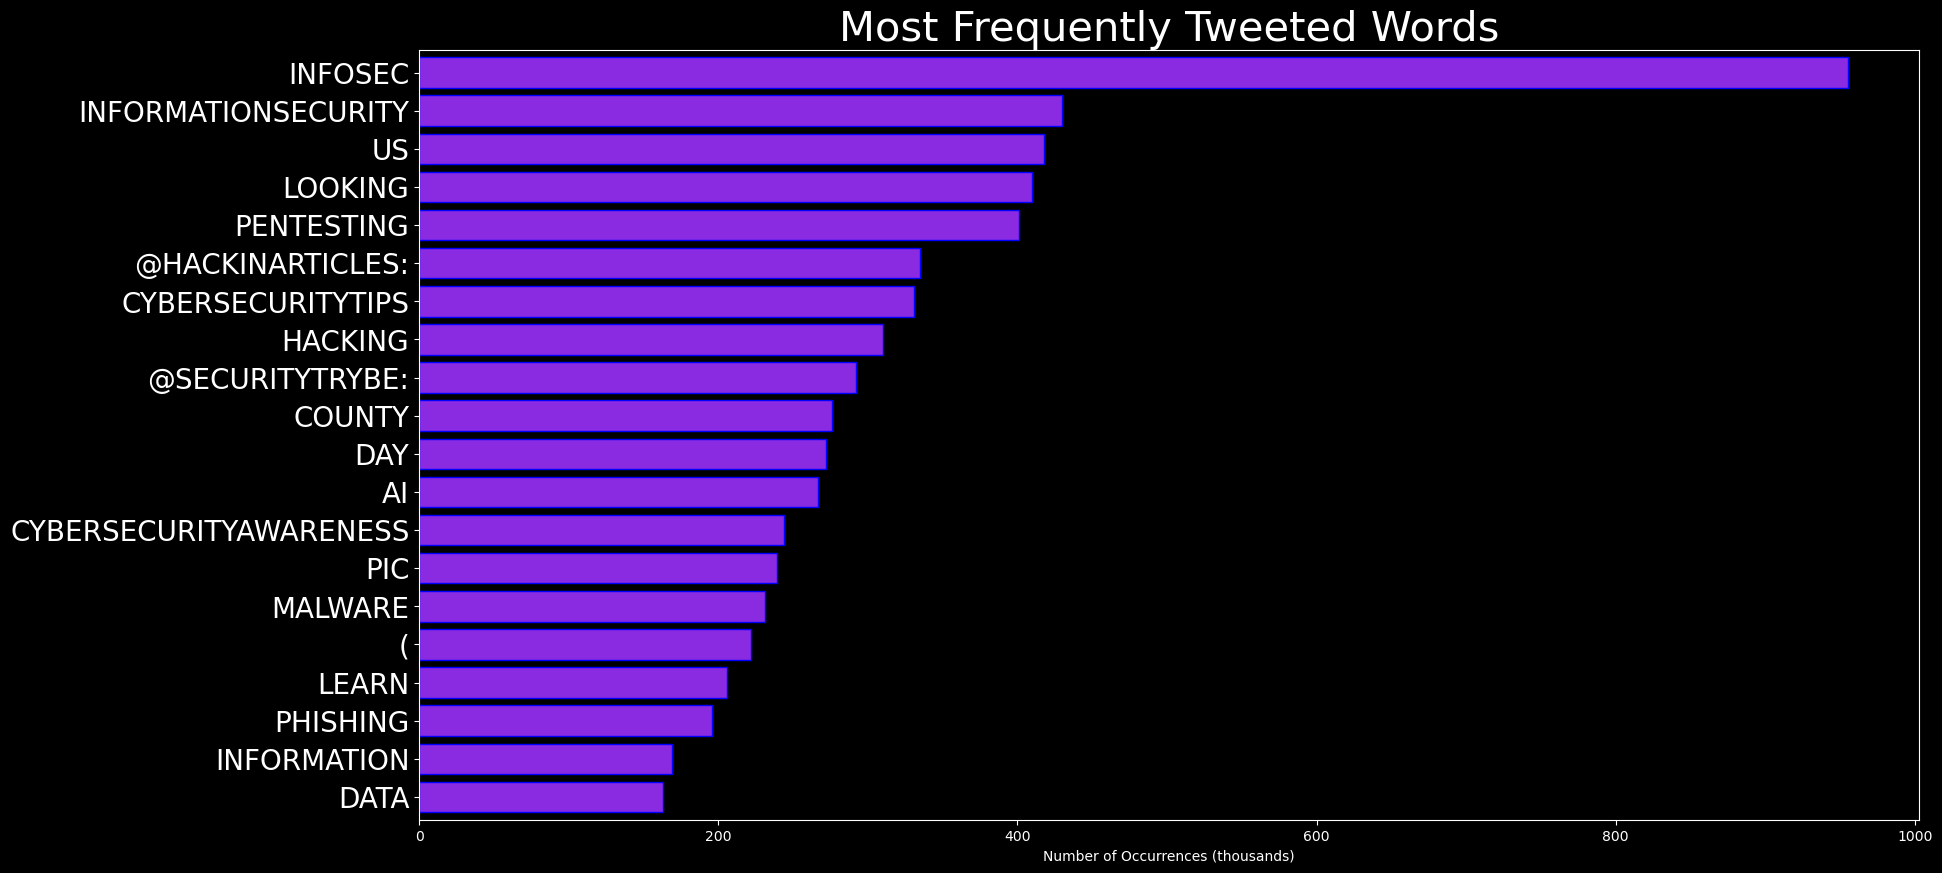 Most Frequently Tweeted Words
INFOSEC
INFORMATIONSECURITY
US
LOOKING
PENTESTING
@HACKINARTICLES:
CYBERSECURITYTIPS
HACKING
@SECURITYTRYBE:
COUNTY
DAY
AI
CYBERSECURITYAWARENESS
PIC
MALWARE
(
LEARN
PHISHING
INFORMATION
DATA
0 200 400 600 800 1000
Number of Occurrences (thousands)